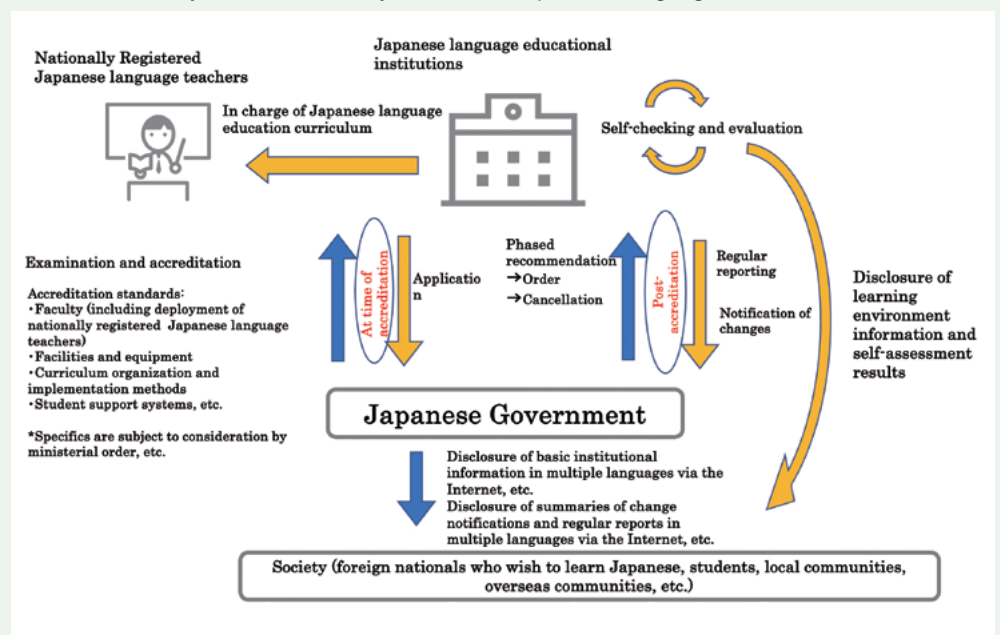 Nationally Registered
Japanese language teachers
Japanese language educational
institutions
In charge of Japanese language
education curriculum
Self-checking and evaluation
Examination and accreditation
Accreditation standards:
・Faculty (including deployment of
nationally registered Japanese language
teachers)
・Facilities and equipment
・Curriculum organization and
implementation methods
・Student support systems, etc.
*Specifics are subject to consideration by
ministerial order, etc.
At time of
accreditation
Applicatio
n
Phased
recommendation
→Order
→Cancellation
Post-
accreditation
Regular
reporting
Notification of
changes
Disclosure of
learning
environment
information and
self-assessment
results
Japanese Government
Disclosure of basic institutional
information in multiple languages via the
Internet, etc.
Disclosure of summaries of change
notifications and regular reports in
multiple languages via the Internet, etc.
Society (foreign nationals who wish to learn Japanese, students, local communities,
overseas communities, etc.)